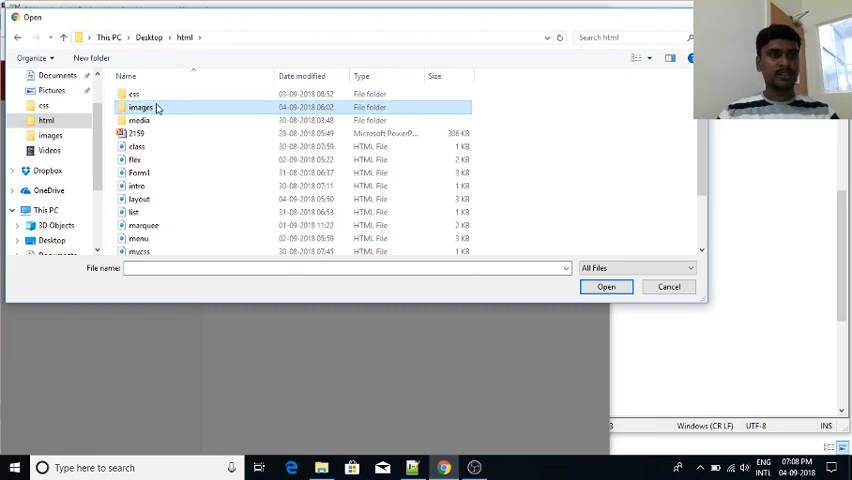 Open
This PC > Desktop > html >
Search html
Organize
New folder
Name
Date modified
Type
Size
Documents
Pictures
css
html
images
Videos
Dropbox
OneDrive
This PC
3D Objects
Desktop
css 03-09-2018 08:52 File folder
images 04-09-2018 06:02 File folder
media 30-08-2018 03:48 File folder
2159 28-08-2018 05:49 Microsoft PowerP... 306 KB
class 30-08-2018 07:59 HTML File 1 KB
flex 02-09-2018 05:22 HTML File 2 KB
Form1 31-08-2018 06:37 HTML File 3 KB
intro 30-08-2018 07:11 HTML File 2 KB
layout 04-09-2018 05:50 HTML File 3 KB
list 31-08-2018 06:53 HTML File 1 KB
marquee 01-09-2018 11:22 HTML File 2 KB
menu 02-09-2018 05:59 HTML File 3 KB
mycss 30-08-2018 07:45 HTML File 1 KB
File name:
All Files
Open
Cancel
Windows (CR LF)
UTF-8
INS
Type here to search
ENG
INTL
07:08 PM
04-09-2018